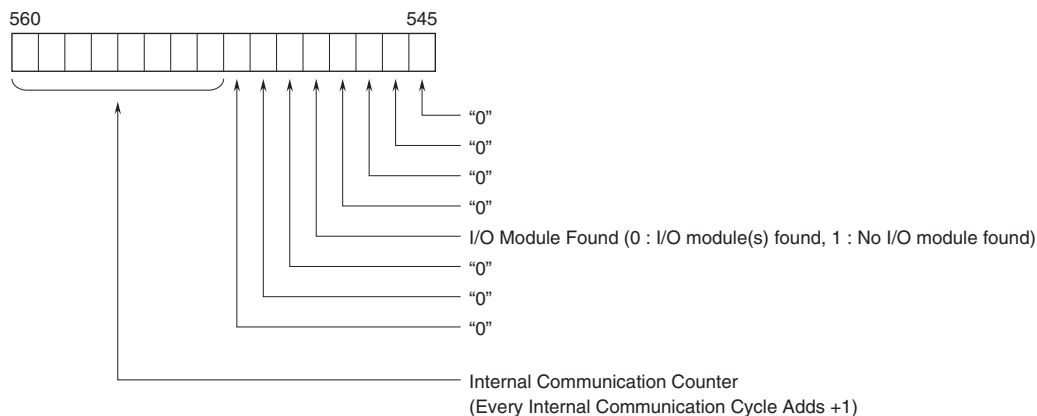 560 545
“0”
“0”
“0”
“0”
I/O Module Found (0 : I/O module(s) found, 1 : No I/O module found)
“0”
“0”
“0”
Internal Communication Counter
(Every Internal Communication Cycle Adds +1)